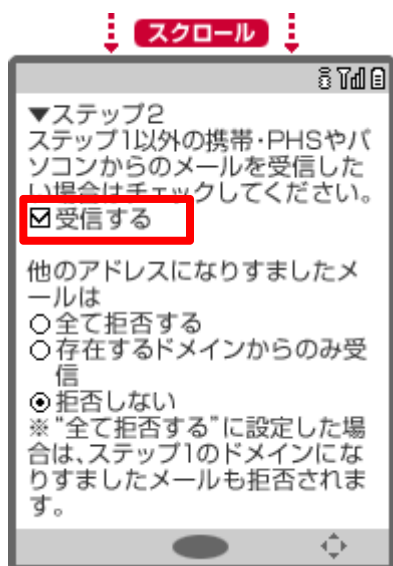 スクロール
▼ステップ2
ステップ1以外の携帯・PHSやパ
ソコンからのメールを受信した
い場合はチェックしてください。
受信する
他のアドレスになりすましたメ
ールは
○全て拒否する
○存在するドメインからのみ受
信
◉拒否しない
※“全て拒否する”に設定した場
合は、ステップ1のドメインにな
りすましたメールも拒否されま
す。